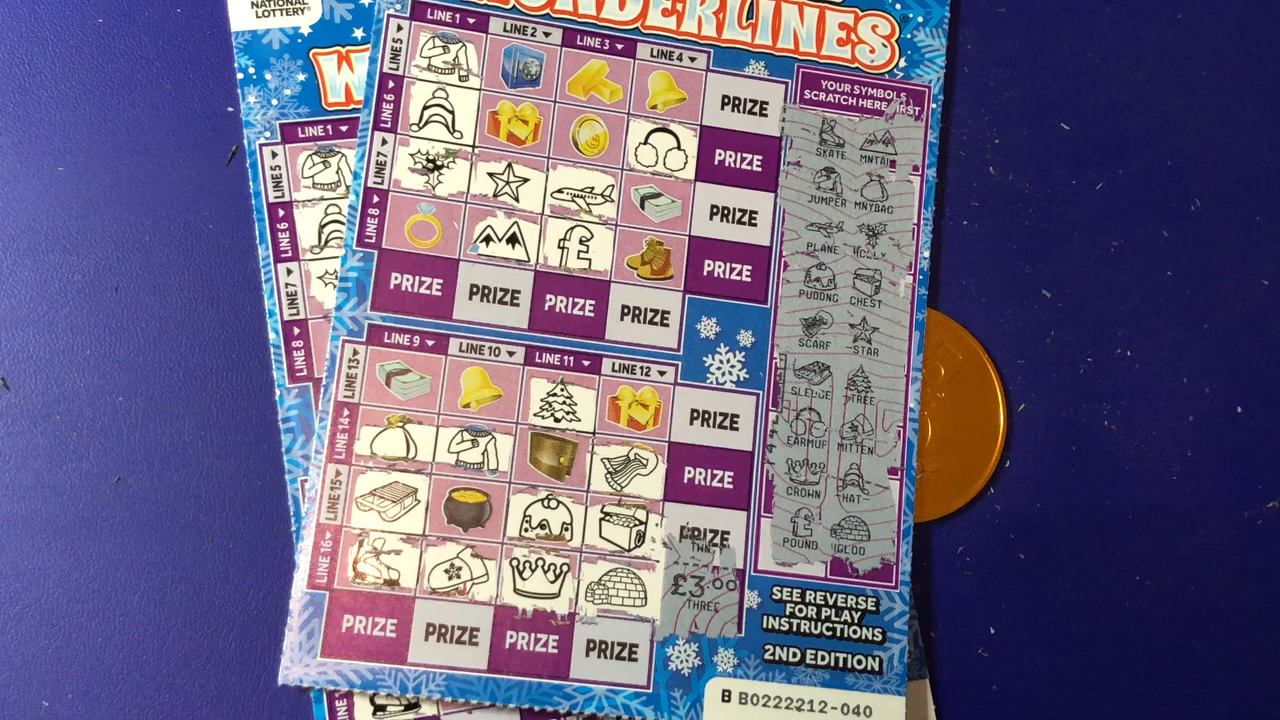 NATIONAL
LOTTERY®
WONDERLINES
W
LINE 1
LINE 2
LINE 3
LINE 4
LINE 5
LINE 6
LINE 7
LINE 8
PRIZE
PRIZE
PRIZE
PRIZE
PRIZE
PRIZE
PRIZE
PRIZE
YOUR SYMBOLS
SCRATCH HERE FIRST
SKATE
MNTAI
JUMPER MNYBAG
PLANE HOLLY
PUDDNG CHEST
SCARF STAR
SLEDGE TREE
EARMUF MITTEN
CROWN HAT
POUND IGLOO
LINE 9
LINE 10
LINE 11
LINE 12
LINE 13
LINE 14
LINE 15
LINE 16
PRIZE
PRIZE
PRIZE
£3.00
THREE
PRIZE
PRIZE
PRIZE
PRIZE
SEE REVERSE
FOR PLAY
INSTRUCTIONS
2ND EDITION
B B0222212-040
LINE 1
LINE 5
LINE 6
LINE 7
LINE 8